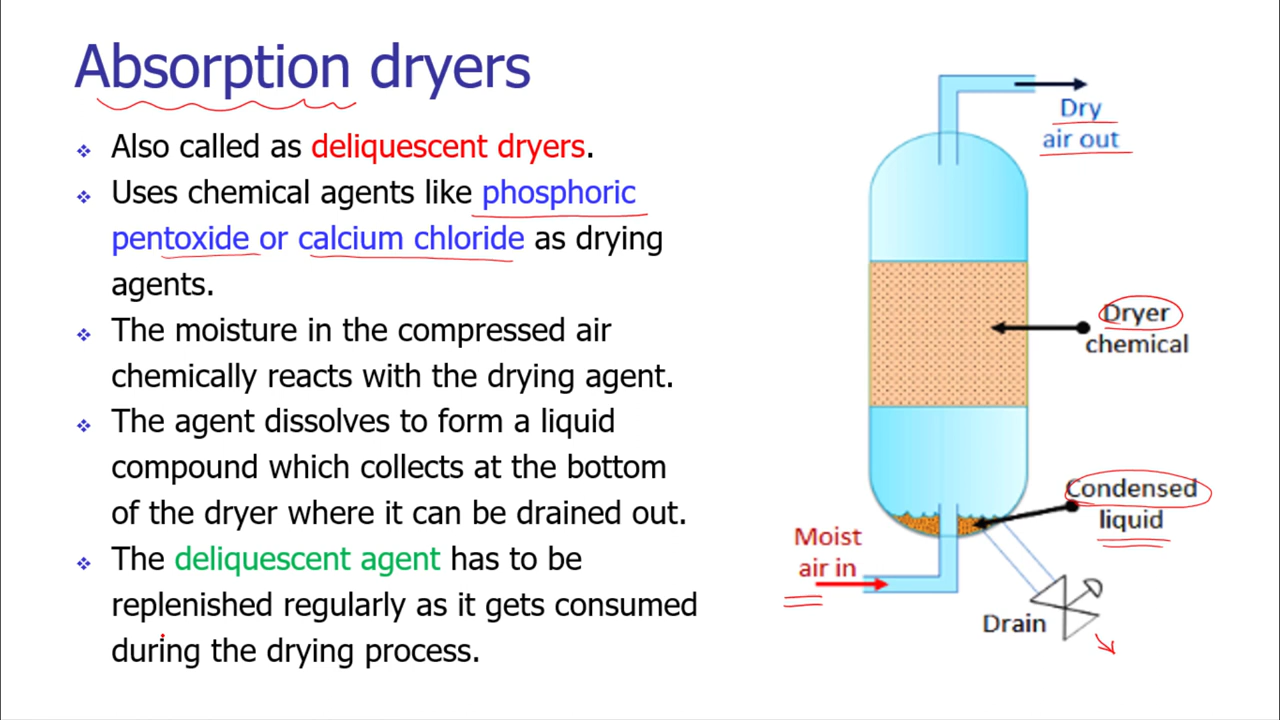 Absorption dryers
Also called as deliquescent dryers.
Uses chemical agents like phosphoric
pentoxide or calcium chloride as drying
agents.
The moisture in the compressed air
chemically reacts with the drying agent.
The agent dissolves to form a liquid
compound which collects at the bottom
of the dryer where it can be drained out.
The deliquescent agent has to be
replenished regularly as it gets consumed
during the drying process.
Dry
air out
Dryer
chemical
Condensed
liquid
Moist
air in
Drain